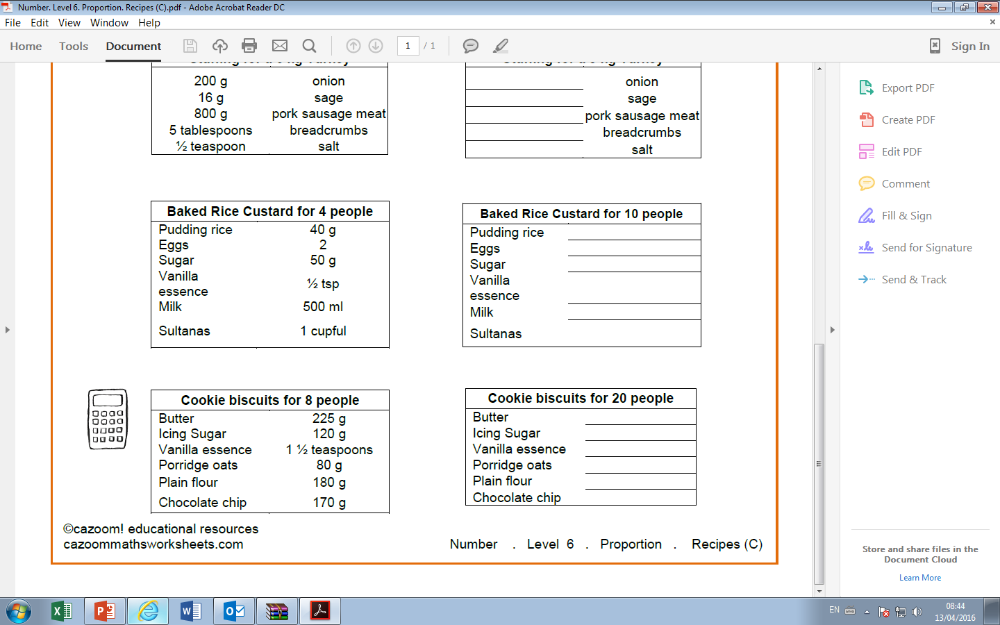 Number. Level 6. Proportion. Recipes (C).pdf - Adobe Acrobat Reader DC
File Edit View Window Help
Home Tools Document 1 / 1 Sign In
200 g onion
16 g sage
800 g pork sausage meat
5 tablespoons breadcrumbs
½ teaspoon salt
onion
sage
pork sausage meat
breadcrumbs
salt
Baked Rice Custard for 4 people
Pudding rice 40 g
Eggs 2
Sugar 50 g
Vanilla
essence ½ tsp
Milk 500 ml
Sultanas 1 cupful
Baked Rice Custard for 10 people
Pudding rice
Eggs
Sugar
Vanilla
essence
Milk
Sultanas
Cookie biscuits for 8 people
Butter 225 g
Icing Sugar 120 g
Vanilla essence 1 ½ teaspoons
Porridge oats 80 g
Plain flour 180 g
Chocolate chip 170 g
Cookie biscuits for 20 people
Butter
Icing Sugar
Vanilla essence
Porridge oats
Plain flour
Chocolate chip
©cazoom! educational resources
cazoommathsworksheets.com
Number . Level 6 . Proportion . Recipes (C)
Export PDF
Create PDF
Edit PDF
Comment
Fill & Sign
Send for Signature
Send & Track
Store and share files in the
Document Cloud
Learn More
EN
08:44
13/04/2016